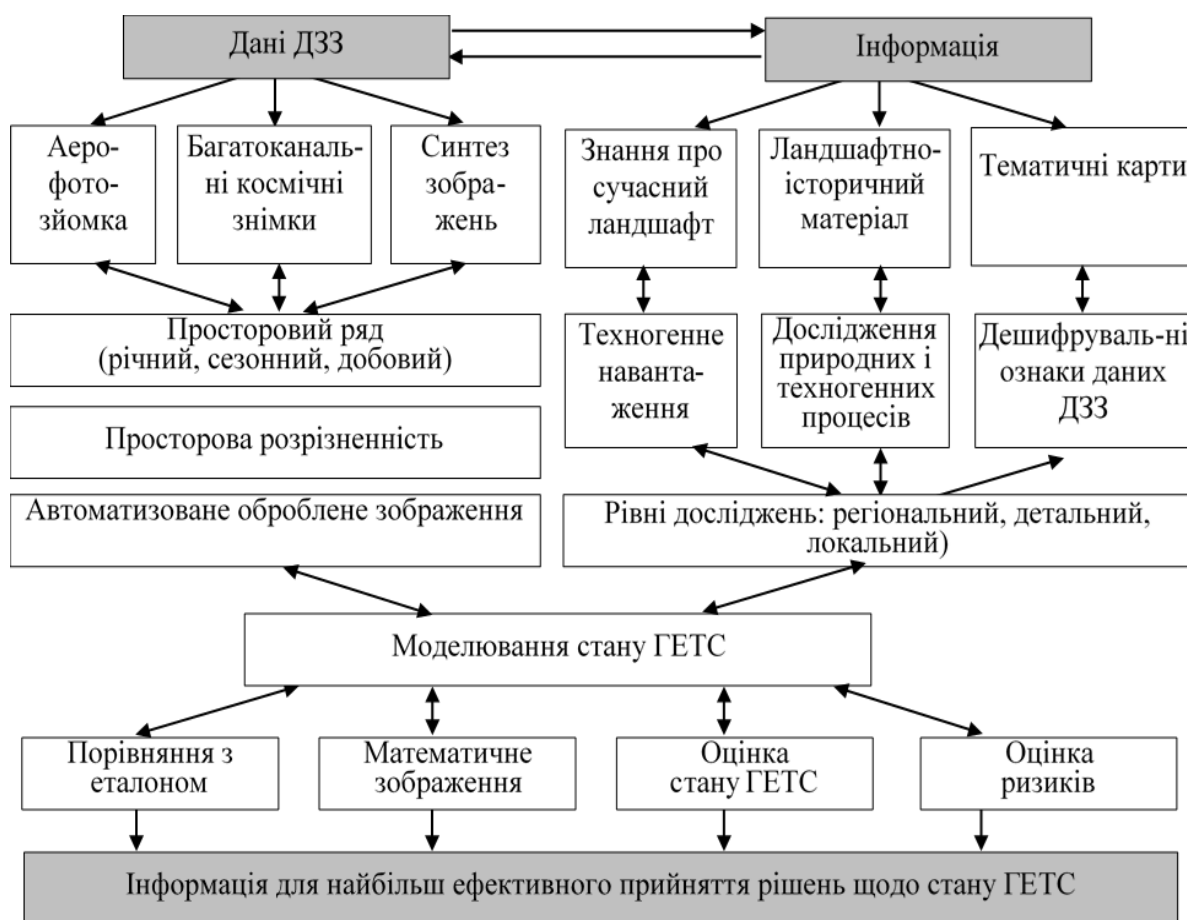 Дані ДЗЗ
Інформація
Аеро-
фото-
зйомка
Багатоканаль-
ні космічні
знімки
Синтез
зобра-
жень
Знання про
сучасний
ландшафт
Ландшафтно-
історичний
матеріал
Тематичні карти
Просторовий ряд
(річний, сезонний, добовий)
Техногенне
наванта-
ження
Дослідження
природних і
техногенних
процесів
Дешифруваль-ні
ознаки даних
ДЗЗ
Просторова розрізненність
Автоматизоване оброблене зображення
Рівні досліджень: регіональний, детальний,
локальний)
Моделювання стану ГЕТС
Порівняння з
еталоном
Математичне
зображення
Оцінка
стану ГЕТС
Оцінка
ризиків
Інформація для найбільш ефективного прийняття рішень щодо стану ГЕТС